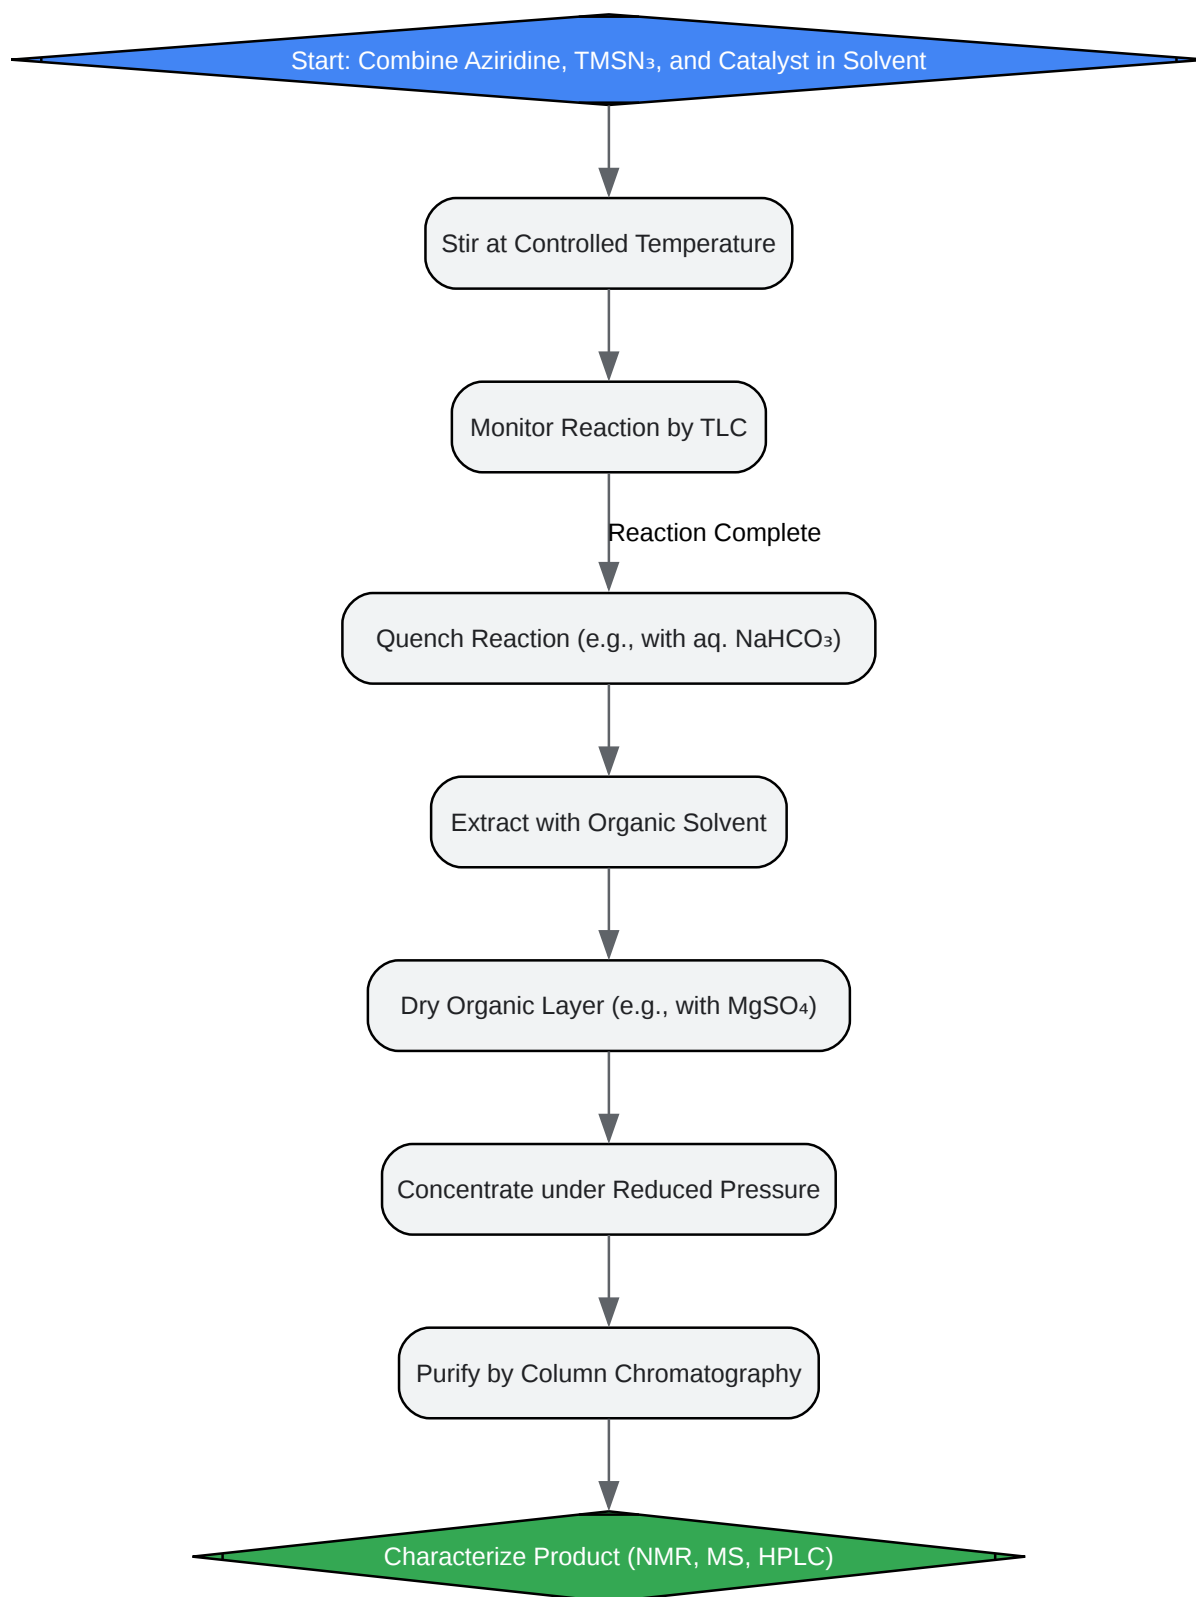 Start: Combine Aziridine, TMSN₃, and Catalyst in Solvent
Stir at Controlled Temperature
Monitor Reaction by TLC
Reaction Complete
Quench Reaction (e.g., with aq. NaHCO₃)
Extract with Organic Solvent
Dry Organic Layer (e.g., with MgSO₄)
Concentrate under Reduced Pressure
Purify by Column Chromatography
Characterize Product (NMR, MS, HPLC)